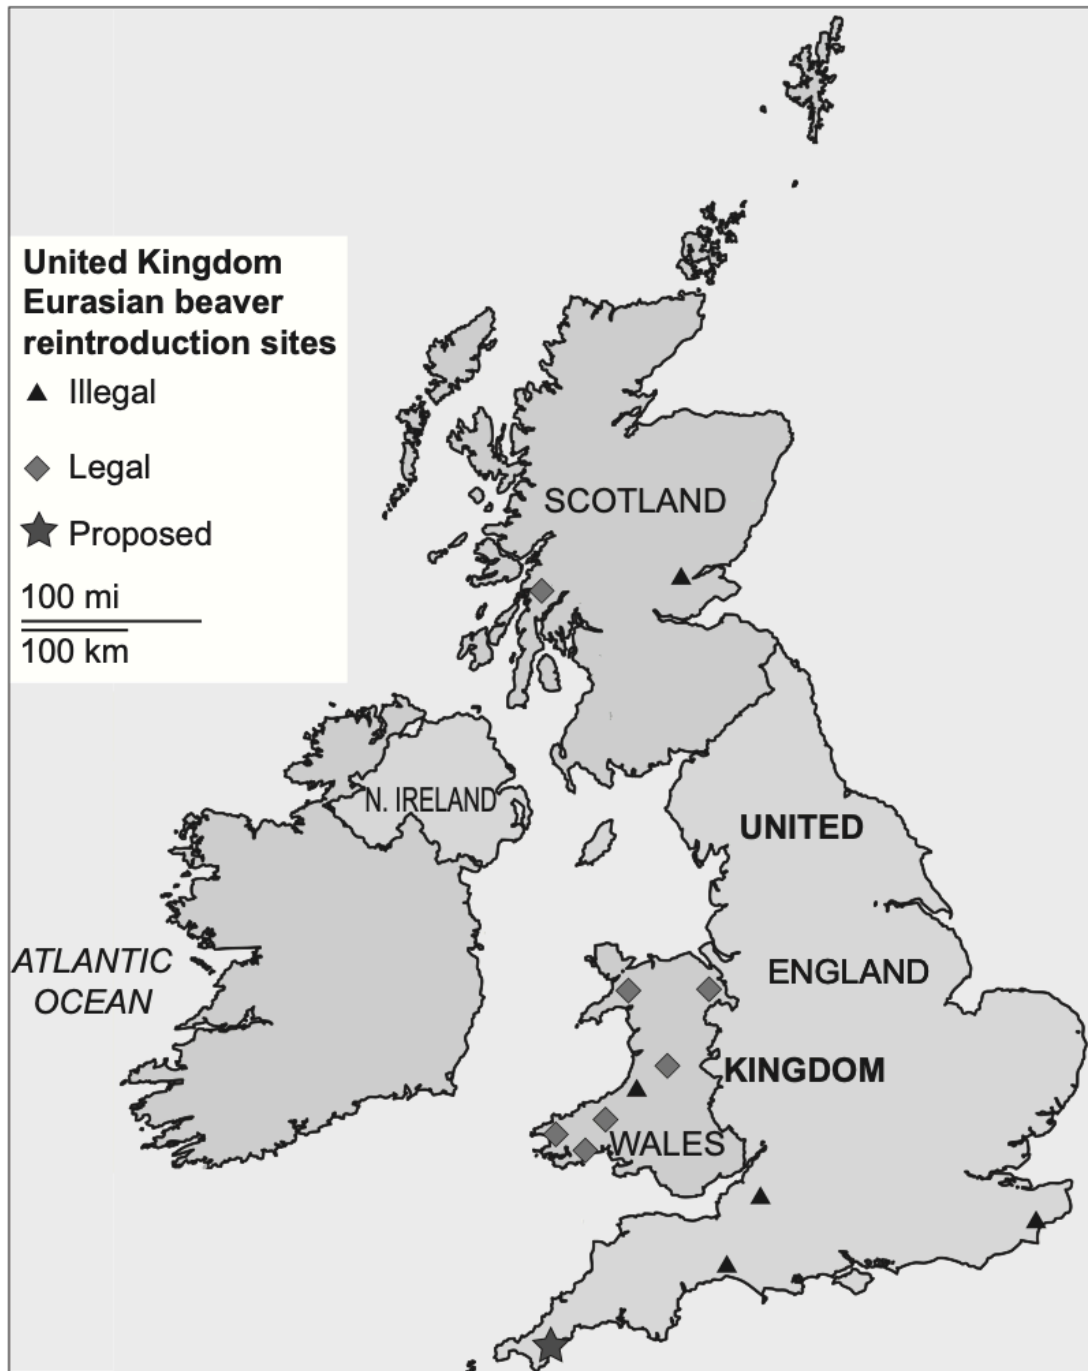 United Kingdom
Eurasian beaver
reintroduction sites
Illegal
Legal
Proposed
100 mi
100 km
SCOTLAND
N. IRELAND
UNITED
ATLANTIC
OCEAN
ENGLAND
KINGDOM
WALES